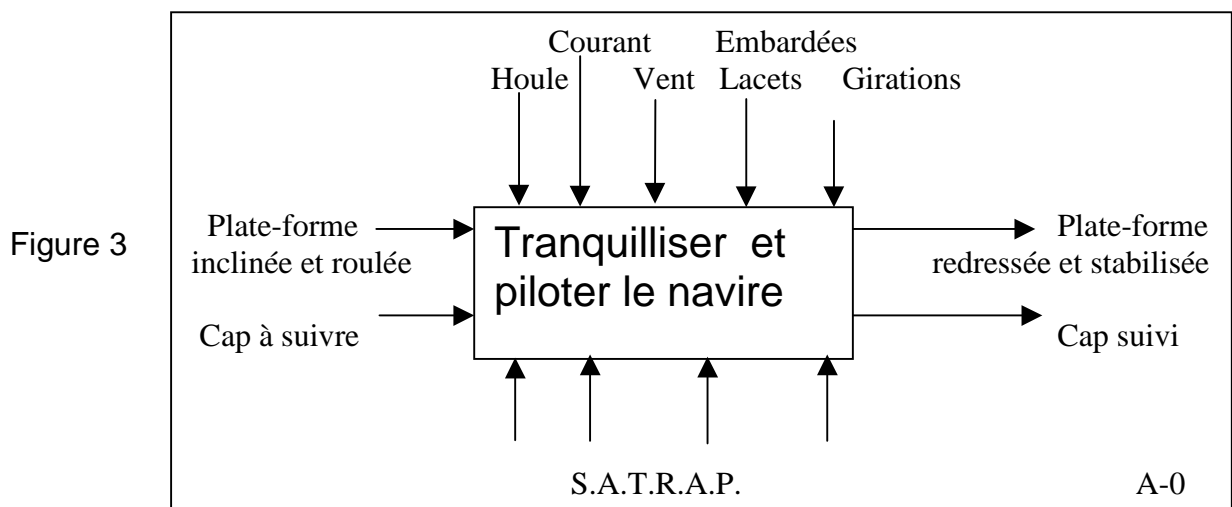 Courant Embardées
Houle Vent Lacets Girations
Figure 3
Plate-forme
inclinée et roulée
Cap à suivre
Tranquilliser et
piloter le navire
Plate-forme
redressée et stabilisée
Cap suivi
S.A.T.R.A.P. A-0